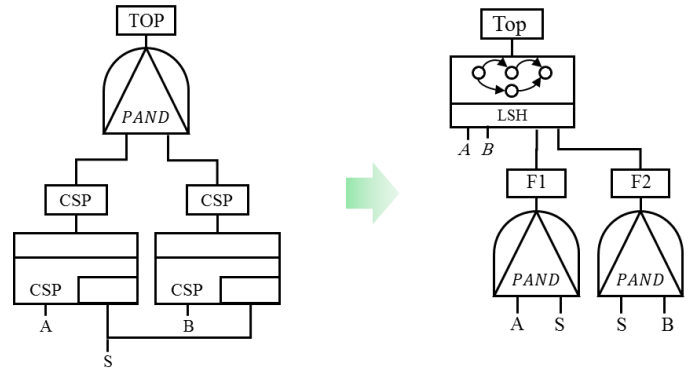 TOP
PAND
CSP
CSP
CSP
CSP
A
B
S
Top
LSH
A B
F1
F2
PAND
PAND
A S
S B